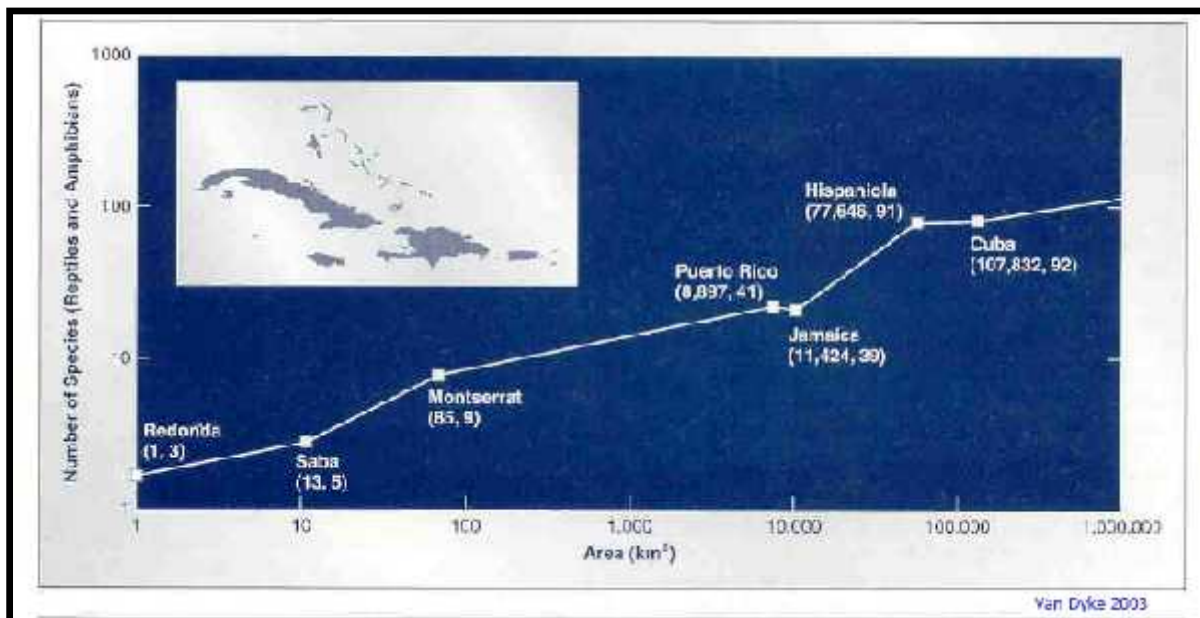 1000
100
10
1
Number of Species (Reptiles and Amphibians)
Redonda
(1, 3)
Saba
(13, 5)
Montserrat
(85, 9)
Puerto Rico
(8,897, 41)
Jamaica
(11,424, 39)
Hispaniola
(77,648, 91)
Cuba
(107,832, 92)
1
10
100
1,000
10,000
100,000
1,000,000
Area (km²)
Van Dyke 2003